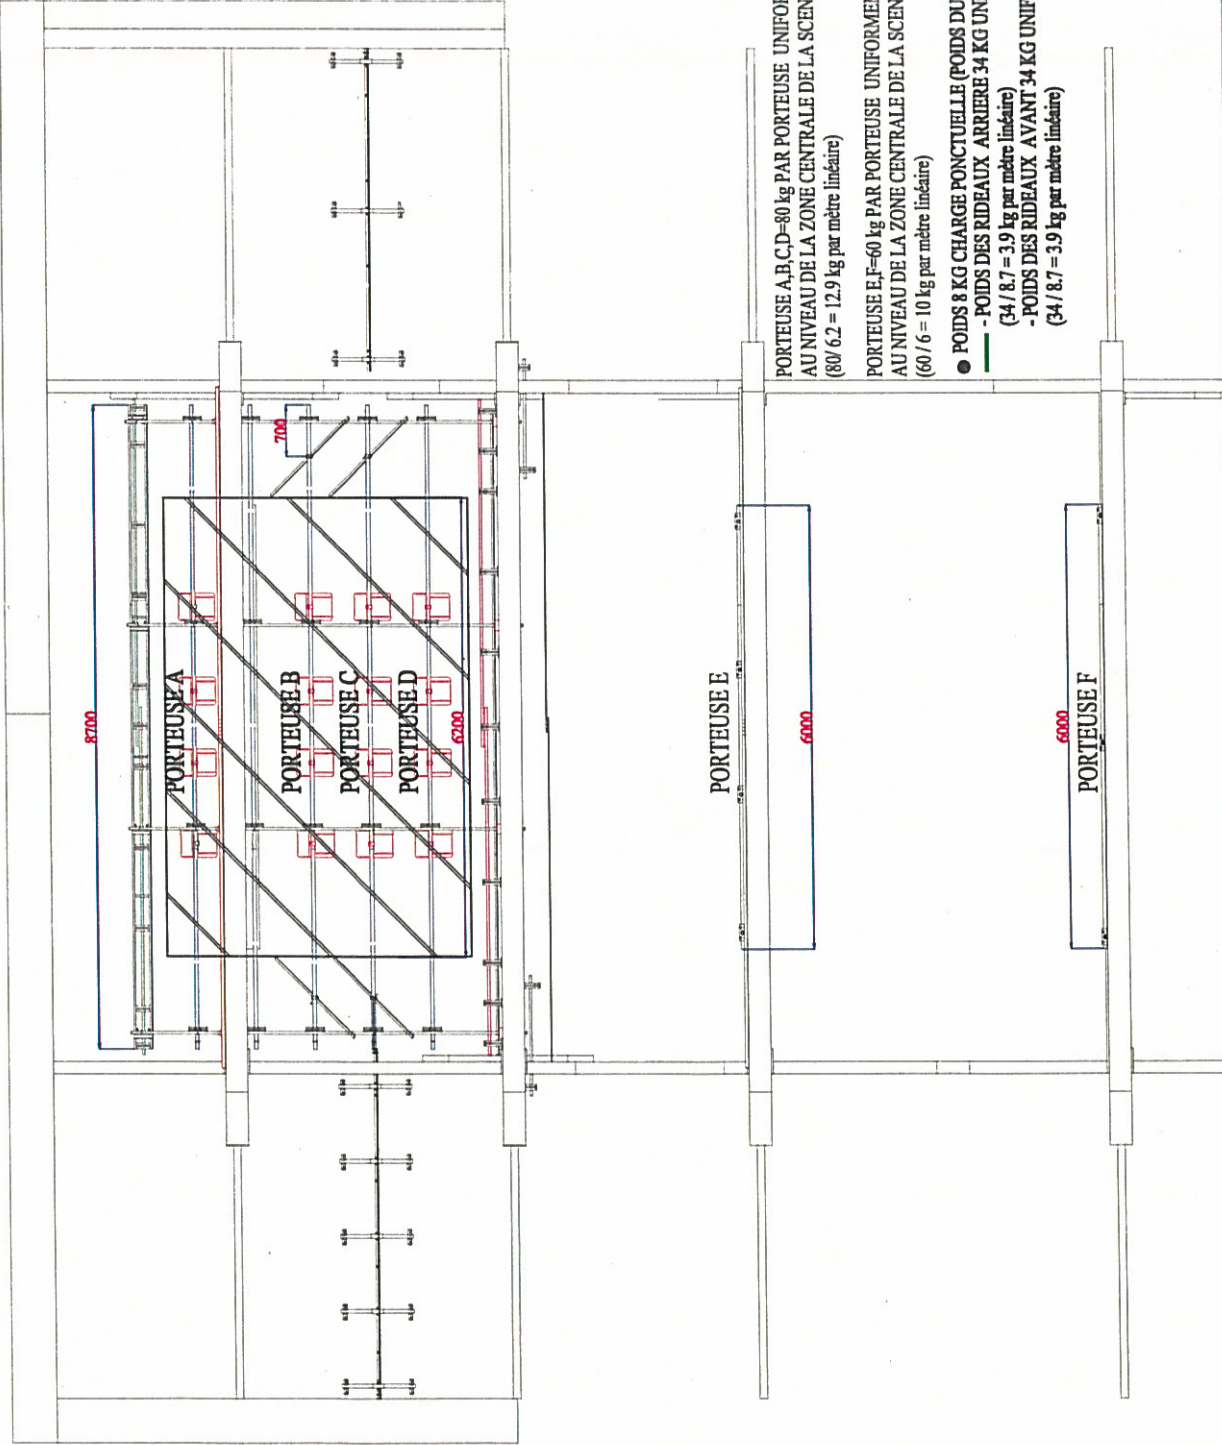 8700
700
PORTEUSE A
PORTEUSE B
PORTEUSE C
PORTEUSE D
6200
PORTEUSE E
6000
6000
PORTEUSE F
PORTEUSE A,B,C,D=80 kg PAR PORTEUSE UNIFOR
AU NIVEAU DE LA ZONE CENTRALE DE LA SCEN
(80/ 6.2 = 12.9 kg par mètre linéaire)
PORTEUSE E,F=60 kg PAR PORTEUSE UNIFORMEM
AU NIVEAU DE LA ZONE CENTRALE DE LA SCEN
(60 / 6 = 10 kg par mètre linéaire)
POIDS 8 KG CHARGE PONCTUELLE (POIDS DU
- POIDS DES RIDEAUX ARRIERE 34 KG UNI
(34 / 8.7 = 3.9 kg par mètre linéaire)
- POIDS DES RIDEAUX AVANT 34 KG UNIF
(34 / 8.7 = 3.9 kg par mètre linéaire)